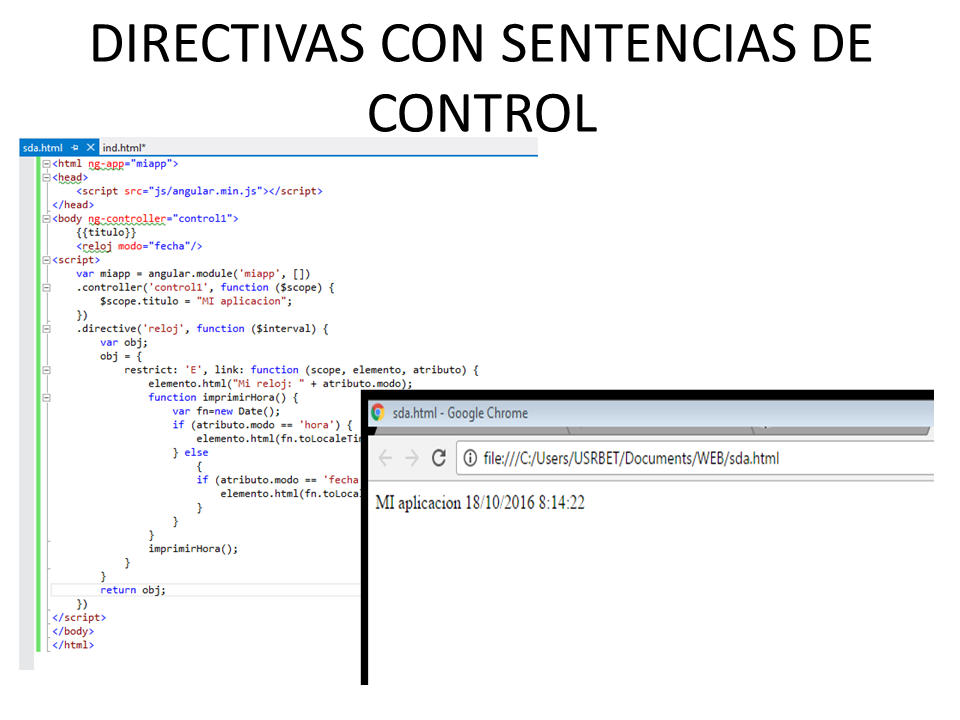 DIRECTIVAS CON SENTENCIAS DE
CONTROL
sda.html ind.html*
<html ng-app="miapp">
<head>
<script src="js/angular.min.js"></script>
</head>
<body ng-controller="control1">
{{titulo}}
<reloj modo="fecha"/>
<script>
var miapp = angular.module('miapp', [])
.controller('control1', function ($scope) {
$scope.titulo = "MI aplicacion";
})
.directive('reloj', function ($interval) {
var obj;
obj = {
restrict: 'E', link: function (scope, elemento, atributo) {
elemento.html("Mi reloj: " + atributo.modo);
function imprimirHora() {
var fn=new Date();
if (atributo.modo == 'hora') {
elemento.html(fn.toLocaleTi
} else
{
if (atributo.modo == 'fecha
elemento.html(fn.toLocal
}
}
}
imprimirHora();
}
}
return obj;
})
</script>
</body>
</html>
sda.html - Google Chrome
file:///C:/Users/USRBET/Documents/WEB/sda.html
MI aplicacion 18/10/2016 8:14:22